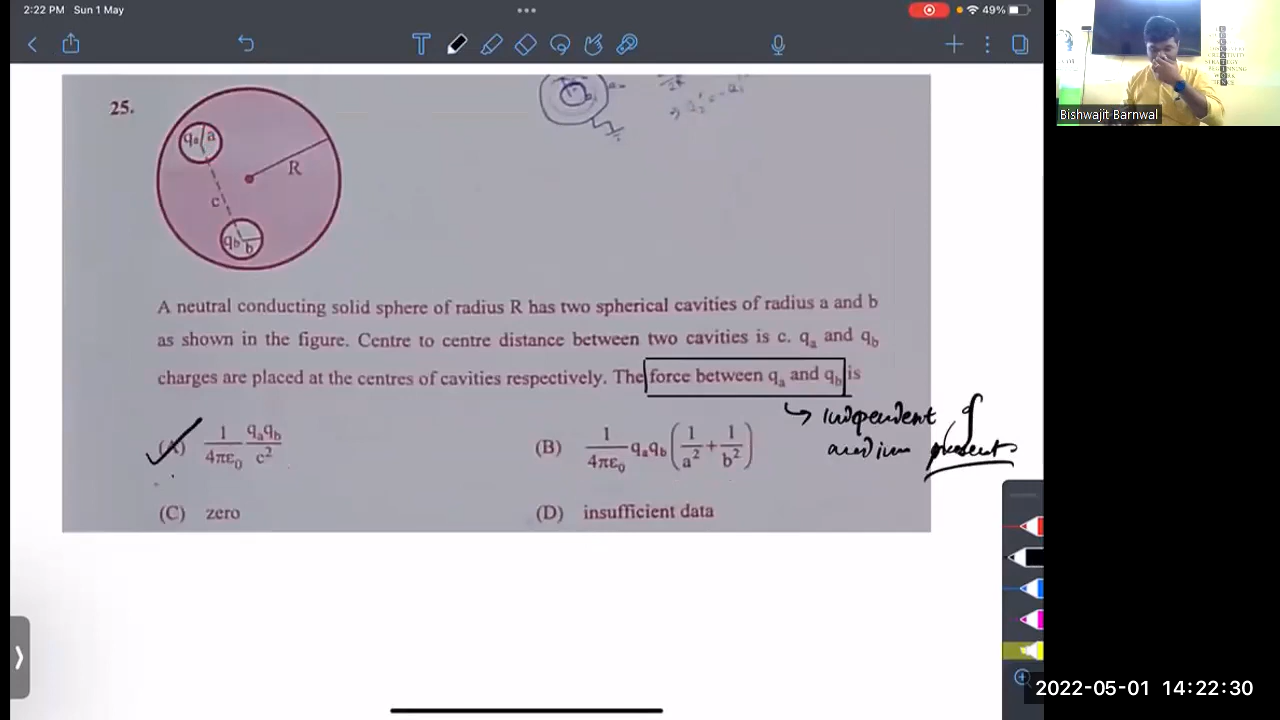 2:22 PM Sun 1 May
49%
Bishwajit Barnwal
25.
qa a
R
c
qb b
A neutral conducting solid sphere of radius R has two spherical cavities of radius a and b
as shown in the figure. Centre to centre distance between two cavities is c. qa and qb
charges are placed at the centres of cavities respectively. The force between qa and qb is
independent of
medium present
(A) 1/4πε0 qaqb/c²
(B) 1/4πε0 qaqb(1/a² + 1/b²)
(C) zero
(D) insufficient data
2022-05-01 14:22:30